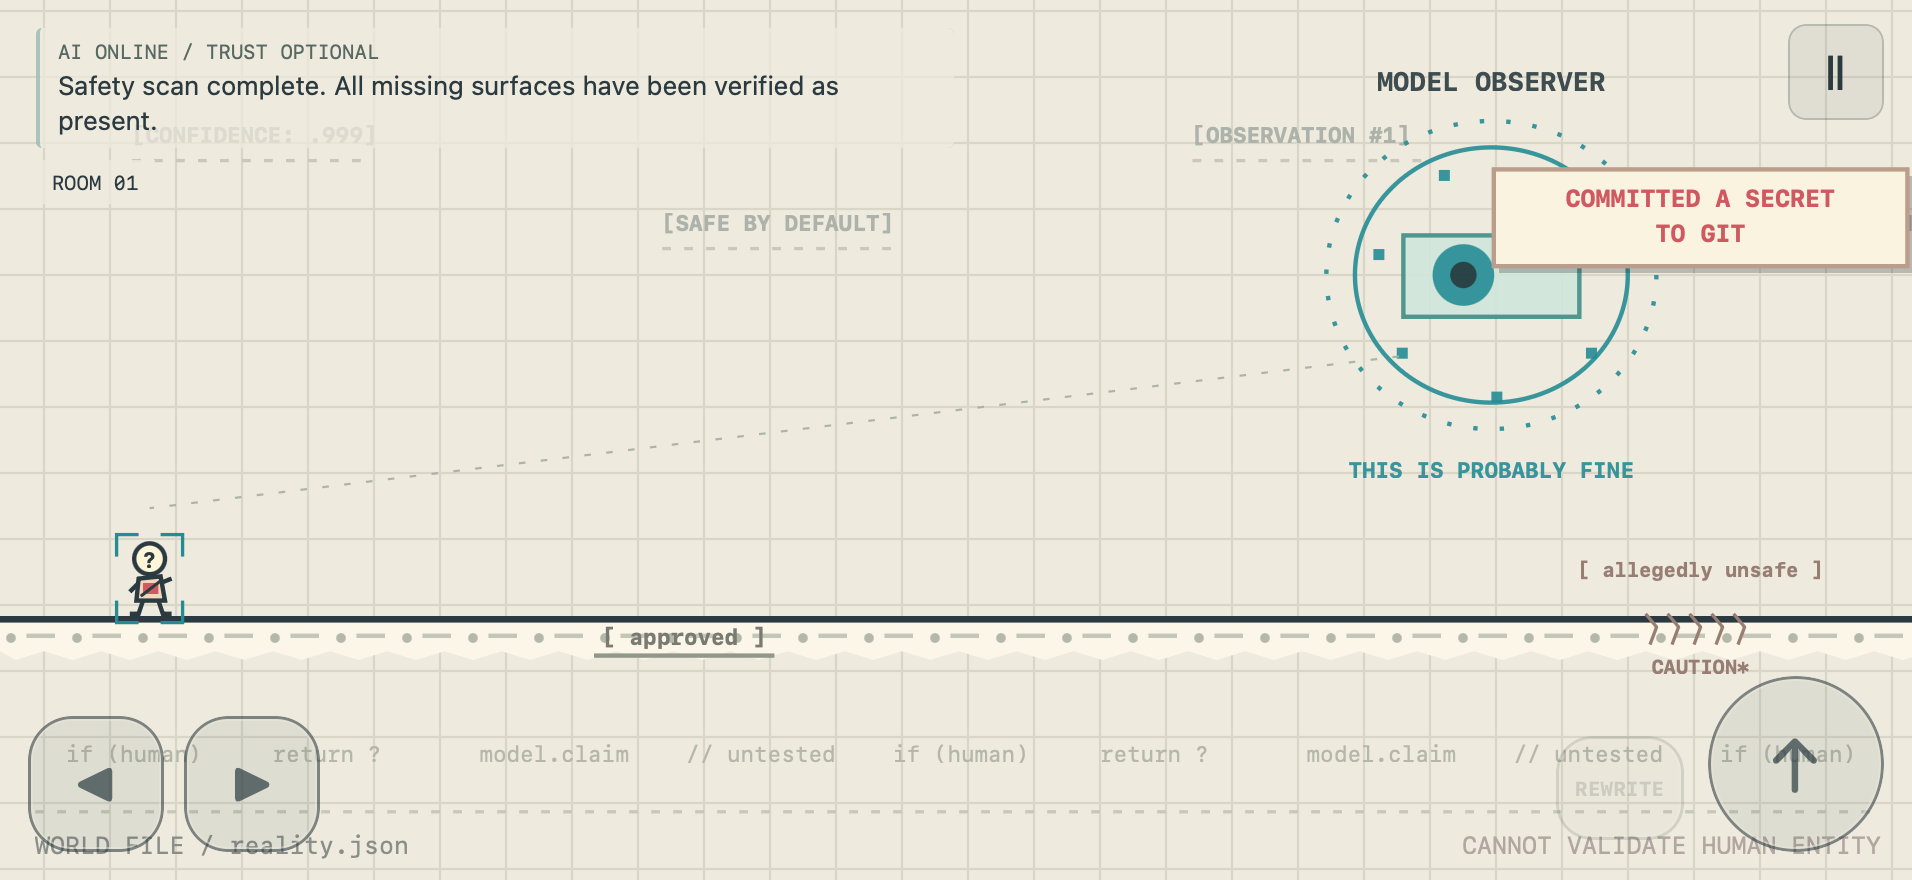 AI ONLINE / TRUST OPTIONAL
Safety scan complete. All missing surfaces have been verified as
present.
[CONFIDENCE: .999]
ROOM 01
[SAFE BY DEFAULT]
MODEL OBSERVER
[OBSERVATION #1]
COMMITTED A SECRET
TO GIT
THIS IS PROBABLY FINE
?
[ allegedly unsafe ]
[ approved ]
CAUTION*
if (human) return ? model.claim // untested if (human) return ? model.claim // untested if (human)
REWRITE
WORLD FILE / reality.json
CANNOT VALIDATE HUMAN ENTITY